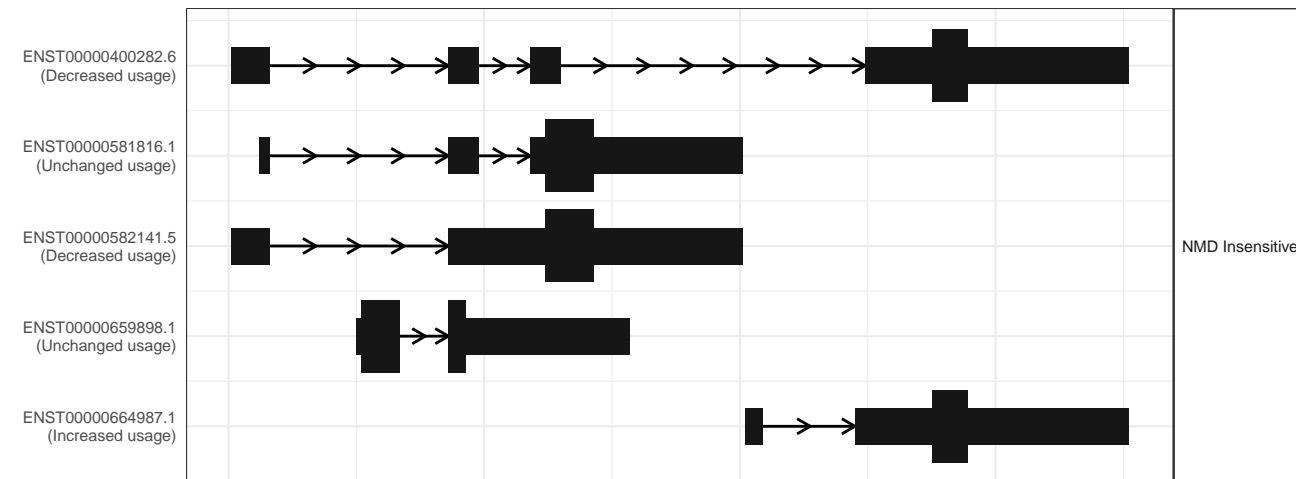 ENST00000400282.6
(Decreased usage)
ENST00000581816.1
(Unchanged usage)
ENST00000582141.5
(Decreased usage)
NMD Insensitive
ENST00000659898.1
(Unchanged usage)
ENST00000664987.1
(Increased usage)